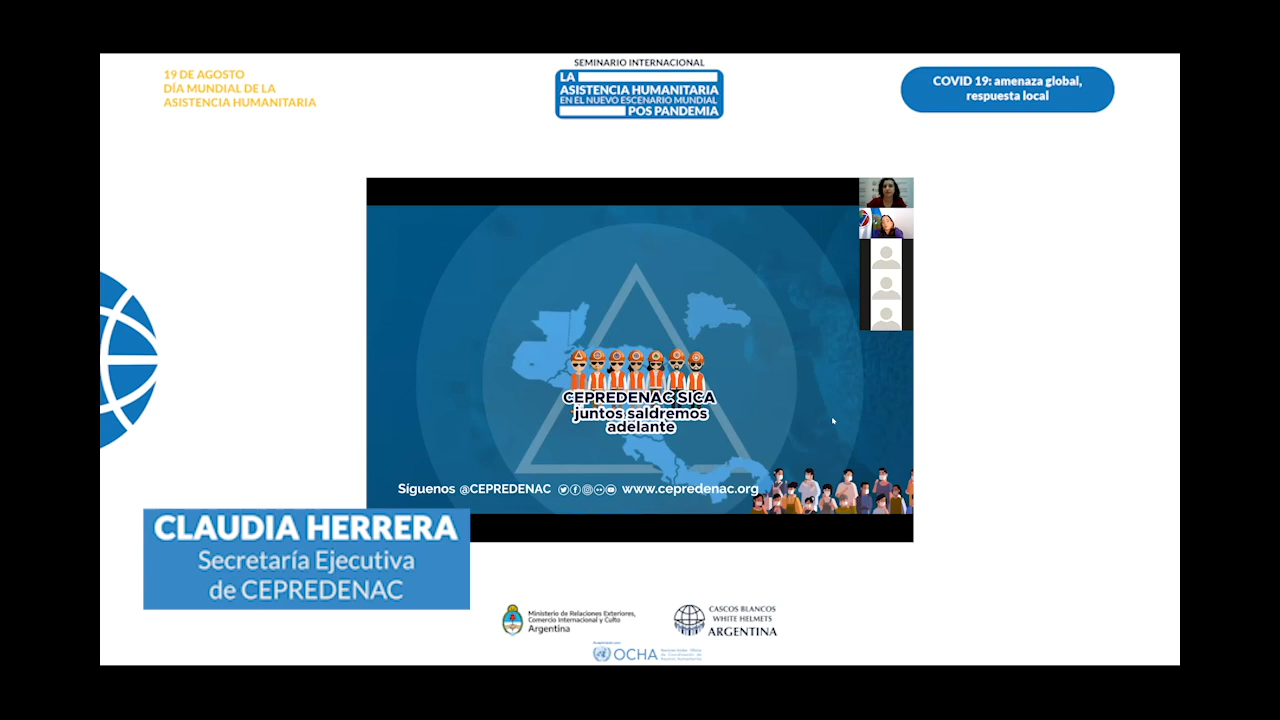 19 DE AGOSTO
DÍA MUNDIAL DE LA
ASISTENCIA HUMANITARIA
SEMINARIO INTERNACIONAL
LA
ASISTENCIA HUMANITARIA
EN EL NUEVO ESCENARIO MUNDIAL
POS PANDEMIA
COVID 19: amenaza global,
respuesta local
CEPREDENAC SICA
juntos saldremos
adelante
Síguenos @CEPREDENAC www.cepredenac.org
CLAUDIA HERRERA
Secretaría Ejecutiva
de CEPREDENAC
Ministerio de Relaciones Exteriores,
Comercio Internacional y Culto
Argentina
CASCOS BLANCOS
WHITE HELMETS
ARGENTINA
OCHA